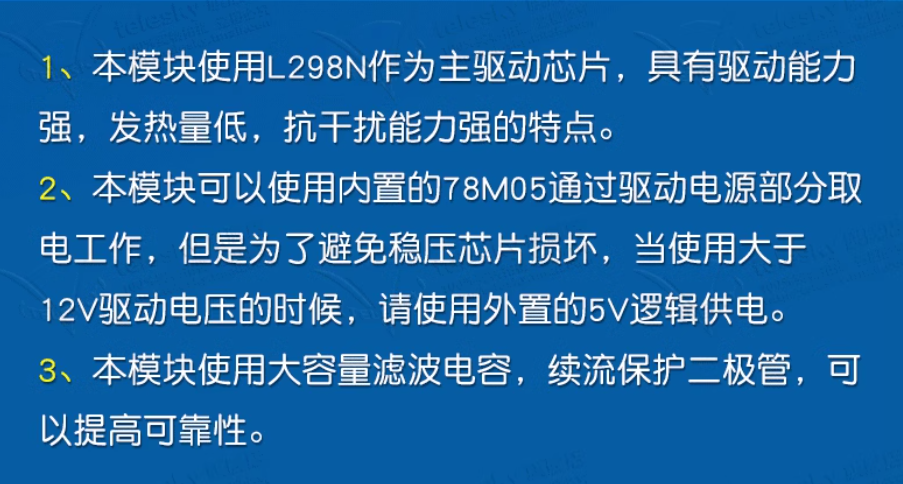 1、本模块使用L298N作为主驱动芯片，具有驱动能力
强，发热量低，抗干扰能力强的特点。
2、本模块可以使用内置的78M05通过驱动电源部分取
电工作，但是为了避免稳压芯片损坏，当使用大于
12V驱动电压的时候，请使用外置的5V逻辑供电。
3、本模块使用大容量滤波电容，续流保护二极管，可
以提高可靠性。